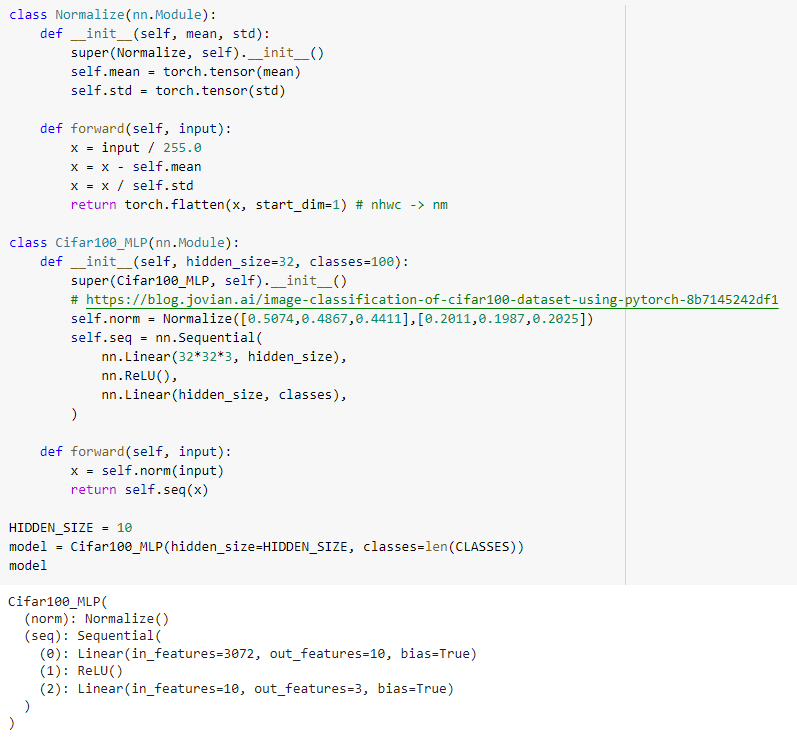 class Normalize(nn.Module):
    def __init__(self, mean, std):
        super(Normalize, self).__init__()
        self.mean = torch.tensor(mean)
        self.std = torch.tensor(std)

    def forward(self, input):
        x = input / 255.0
        x = x - self.mean
        x = x / self.std
        return torch.flatten(x, start_dim=1) # nhwc -> nm

class Cifar100_MLP(nn.Module):
    def __init__(self, hidden_size=32, classes=100):
        super(Cifar100_MLP, self).__init__()
        # https://blog.jovian.ai/image-classification-of-cifar100-dataset-using-pytorch-8b7145242df1
        self.norm = Normalize([0.5074,0.4867,0.4411],[0.2011,0.1987,0.2025])
        self.seq = nn.Sequential(
            nn.Linear(32*32*3, hidden_size),
            nn.ReLU(),
            nn.Linear(hidden_size, classes),
        )

    def forward(self, input):
        x = self.norm(input)
        return self.seq(x)

HIDDEN_SIZE = 10
model = Cifar100_MLP(hidden_size=HIDDEN_SIZE, classes=len(CLASSES))
model
Cifar100_MLP(
  (norm): Normalize()
  (seq): Sequential(
    (0): Linear(in_features=3072, out_features=10, bias=True)
    (1): ReLU()
    (2): Linear(in_features=10, out_features=3, bias=True)
  )
)